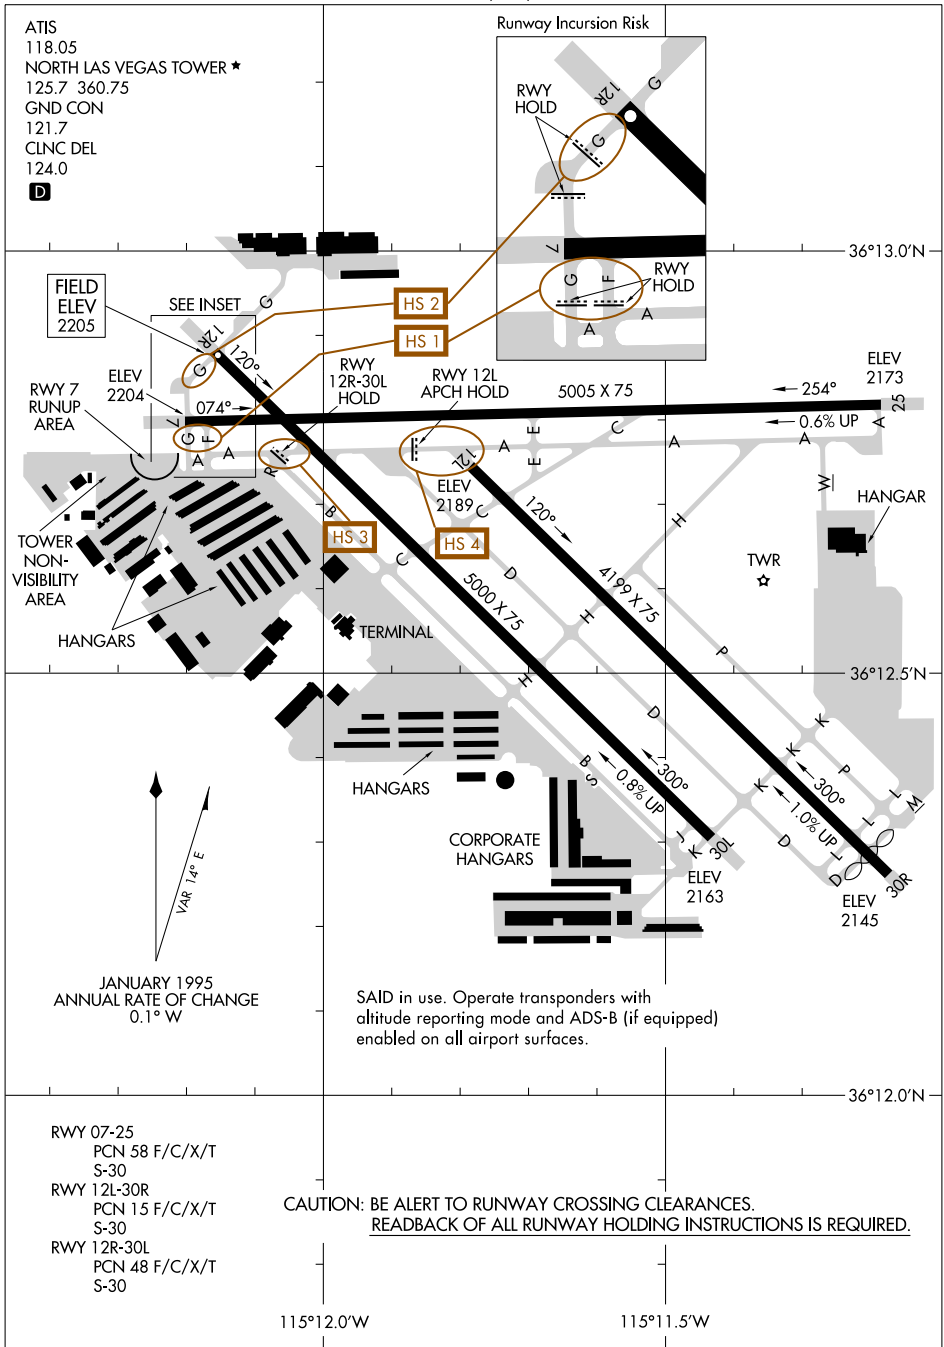 ATIS
118.05
NORTH LAS VEGAS TOWER ★
125.7 360.75
GND CON
121.7
CLNC DEL
124.0
D
Runway Incursion Risk
RWY
HOLD
12R
G
G
7
G
F
RWY
HOLD
A
A
36°13.0'N
FIELD
ELEV
2205
SEE INSET
G
HS 2
HS 1
12R
120°
G
RWY
12R-30L
HOLD
RWY 12L
APCH HOLD
5005 X 75
254°
ELEV
2173
ELEV
2204
RWY 7
RUNUP
AREA
074°
7
0.6% UP
25
A
G
F
A
A
R
A
E
E
C
A
A
12L
ELEV
2189
W
HANGAR
B
HS 3
C
HS 4
C
120°
H
TOWER
NON-
VISIBILITY
AREA
D
5000 X 75
4199 X 75
TWR
HANGARS
TERMINAL
H
P
36°12.5'N
H
D
K
K
P
HANGARS
B
S
300°
0.8% UP
K
300°
1.0% UP
L
W
L
VAR 14° E
CORPORATE
HANGARS
J
K
30L
D
L
L
D
30R
ELEV
2163
ELEV
2145
JANUARY 1995
ANNUAL RATE OF CHANGE
0.1° W
SAID in use. Operate transponders with
altitude reporting mode and ADS-B (if equipped)
enabled on all airport surfaces.
36°12.0'N
RWY 07-25
PCN 58 F/C/X/T
S-30
RWY 12L-30R
PCN 15 F/C/X/T
S-30
RWY 12R-30L
PCN 48 F/C/X/T
S-30
CAUTION: BE ALERT TO RUNWAY CROSSING CLEARANCES.
READBACK OF ALL RUNWAY HOLDING INSTRUCTIONS IS REQUIRED.
115°12.0'W
115°11.5'W